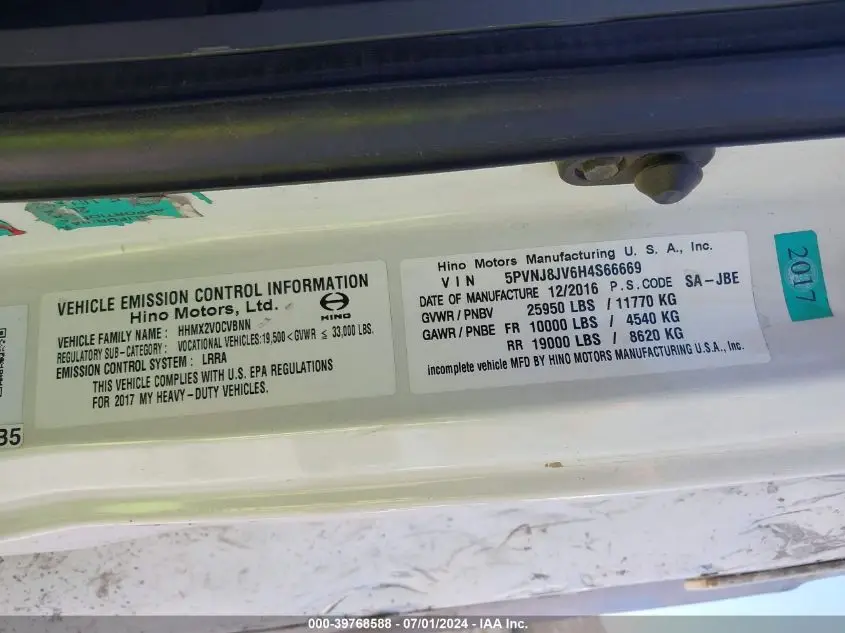 VEHICLE EMISSION CONTROL INFORMATION
Hino Motors, Ltd.
HINO
VEHICLE FAMILY NAME : HHMX2VOCVBNN
REGULATORY SUB-CATEGORY: VOCATIONAL VEHICLES:19,500<GVWR ≤ 33,000 LBS.
EMISSION CONTROL SYSTEM : LRRA
THIS VEHICLE COMPLIES WITH U.S. EPA REGULATIONS
FOR 2017 MY HEAVY-DUTY VEHICLES.
35
Hino Motors Manufacturing U. S. A., Inc.
VIN 5PVNJ8JV6H4S66669
DATE OF MANUFACTURE 12/2016 P.S.CODE SA-JBE
GVWR / PNBV 25950 LBS / 11770 KG
GAWR / PNBE FR 10000 LBS / 4540 KG
RR 19000 LBS / 8620 KG
incomplete vehicle MFD BY HINO MOTORS MANUFACTURING U.S.A., Inc.
2017
000-39768588 - 07/01/2024 - IAA Inc.